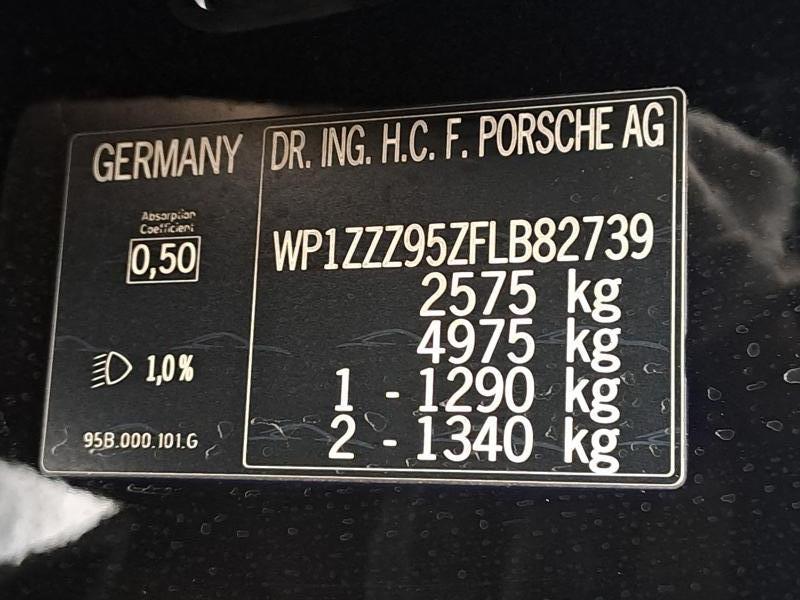 GERMANY
Absorption
Coefficient
0,50
1,0%
95B.000.101.G
DR. ING. H.C. F. PORSCHE AG
WP1ZZZ95ZFLB82739
2575 kg
4975 kg
1 - 1290 kg
2 - 1340 kg